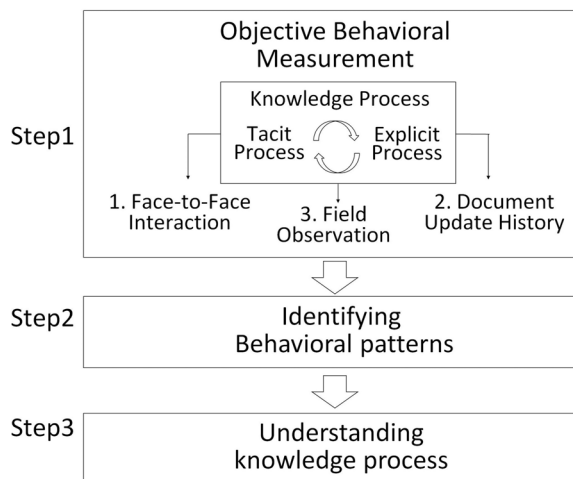 Objective Behavioral
Measurement
Knowledge Process
Step1
Tacit
Process
Explicit
Process
1. Face-to-Face
Interaction
3. Field
Observation
2. Document
Update History
Step2
Identifying
Behavioral patterns
Step3
Understanding
knowledge process